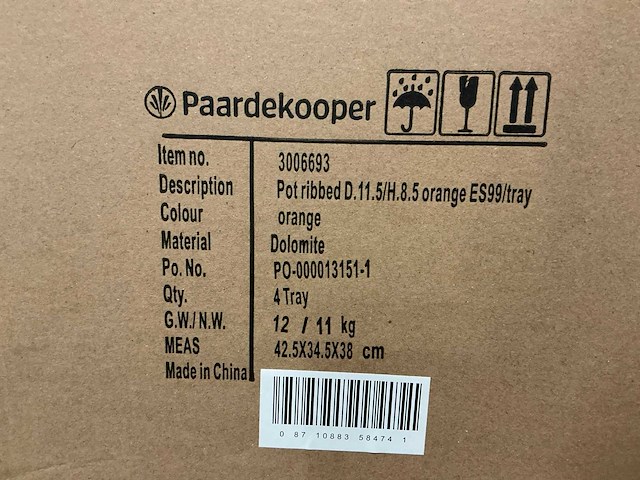 Paardekooper
Item no. 3006693
Description Pot ribbed D.11.5/H.8.5 orange ES99/tray
Colour orange
Material Dolomite
Po. No. PO-000013151-1
Qty. 4 Tray
G.W./ N.W. 12 / 11 kg
MEAS 42.5X34.5X38 cm
Made in China
0 87 10883 58474 1